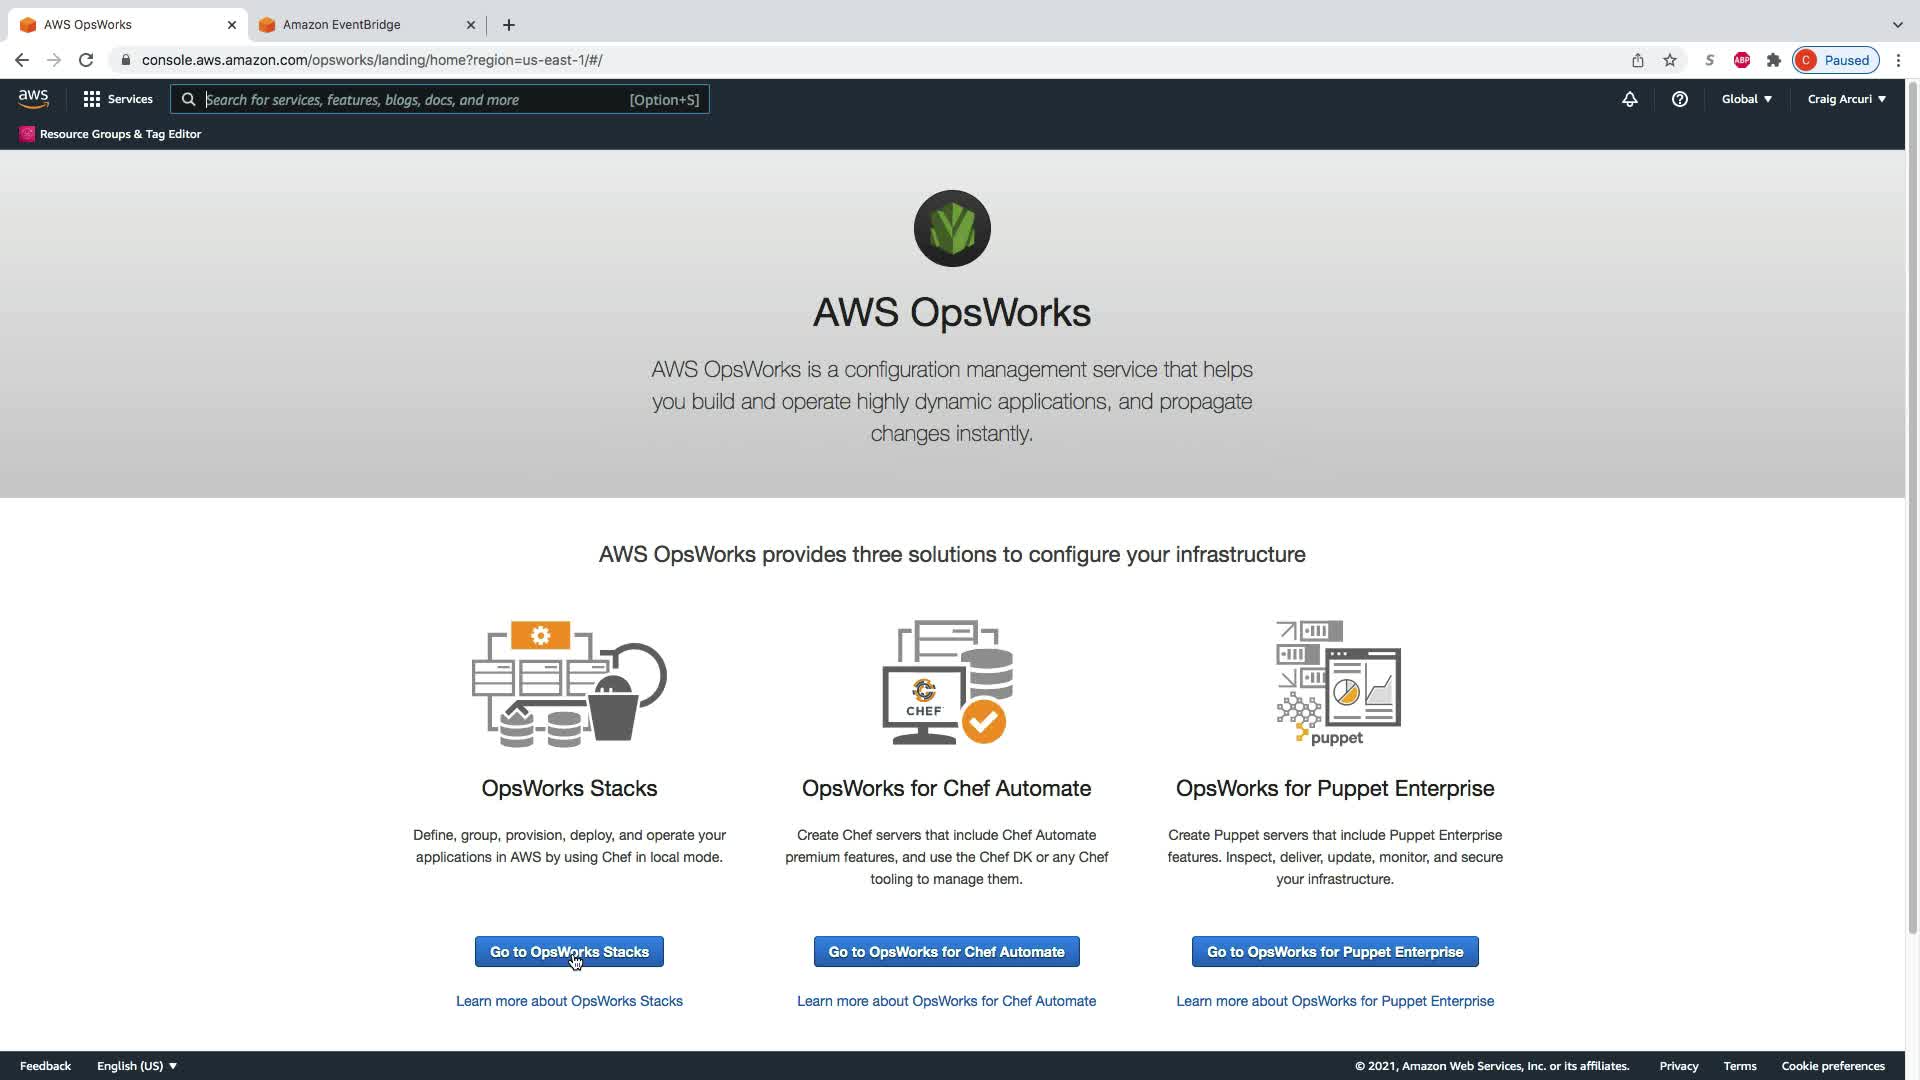 AWS OpsWorks
Amazon EventBridge
console.aws.amazon.com/opsworks/landing/home?region=us-east-1/#/
S
ABP
C
Paused
aws
Services
Search for services, features, blogs, docs, and more
[Option+S]
Global
Craig Arcuri
Resource Groups & Tag Editor
AWS OpsWorks
AWS OpsWorks is a configuration management service that helps
you build and operate highly dynamic applications, and propagate
changes instantly.
AWS OpsWorks provides three solutions to configure your infrastructure
CHEF
puppet
OpsWorks Stacks
Define, group, provision, deploy, and operate your
applications in AWS by using Chef in local mode.
Go to OpsWorks Stacks
Learn more about OpsWorks Stacks
OpsWorks for Chef Automate
Create Chef servers that include Chef Automate
premium features, and use the Chef DK or any Chef
tooling to manage them.
Go to OpsWorks for Chef Automate
Learn more about OpsWorks for Chef Automate
OpsWorks for Puppet Enterprise
Create Puppet servers that include Puppet Enterprise
features. Inspect, deliver, update, monitor, and secure
your infrastructure.
Go to OpsWorks for Puppet Enterprise
Learn more about OpsWorks for Puppet Enterprise
Feedback
English (US)
© 2021, Amazon Web Services, Inc. or its affiliates.
Privacy
Terms
Cookie preferences